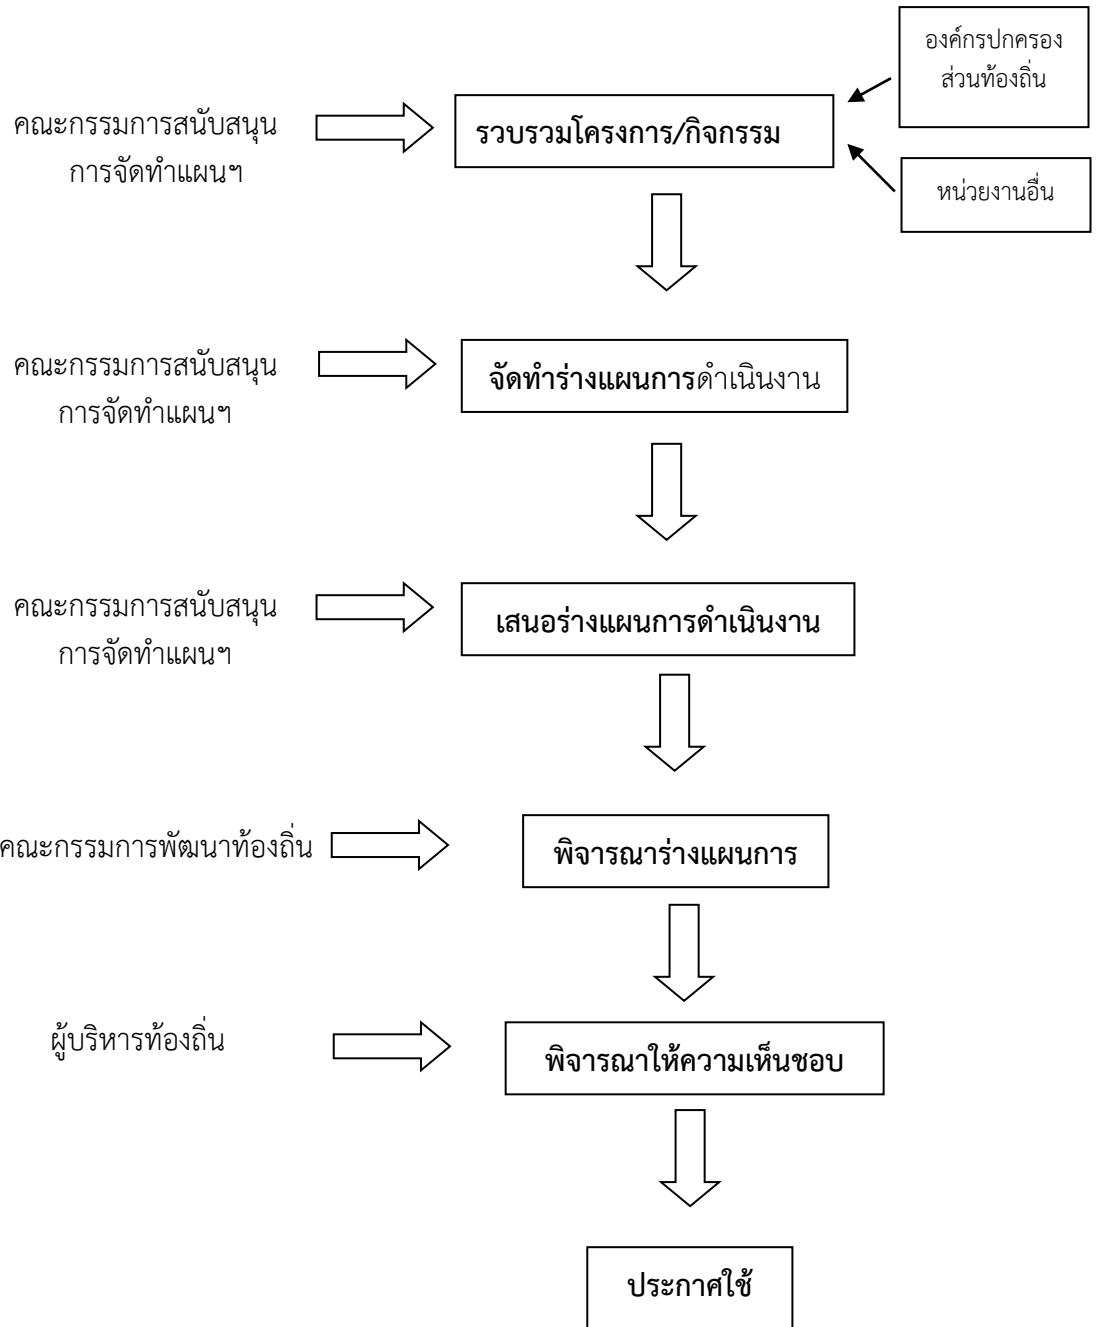 องค์กรปกครอง
ส่วนท้องถิ่น
คณะกรรมการสนับสนุน
การจัดทำแผนฯ
รวบรวมโครงการ/กิจกรรม
หน่วยงานอื่น
คณะกรรมการสนับสนุน
การจัดทำแผนฯ
จัดทำร่างแผนการดำเนินงาน
คณะกรรมการสนับสนุน
การจัดทำแผนฯ
เสนอร่างแผนการดำเนินงาน
คณะกรรมการพัฒนาท้องถิ่น
พิจารณาร่างแผนการ
ผู้บริหารท้องถิ่น
พิจารณาให้ความเห็นชอบ
ประกาศใช้